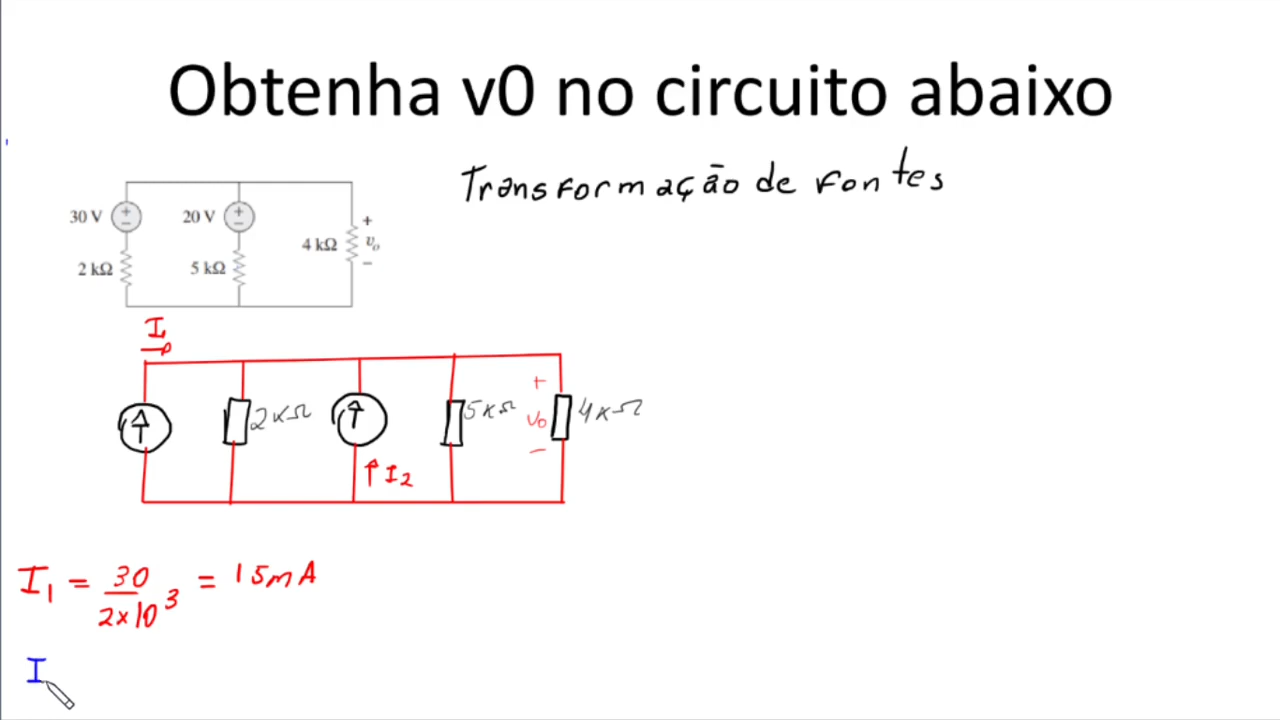 Obtenha v0 no circuito abaixo
Transformação de fontes
30 V
20 V
+
−
+
−
+
4 kΩ
vo
2 kΩ
5 kΩ
−
I1
+
2KΩ
5KΩ
V0
4KΩ
−
I2
I1 = 30 / 2×10^3 = 15mA
I